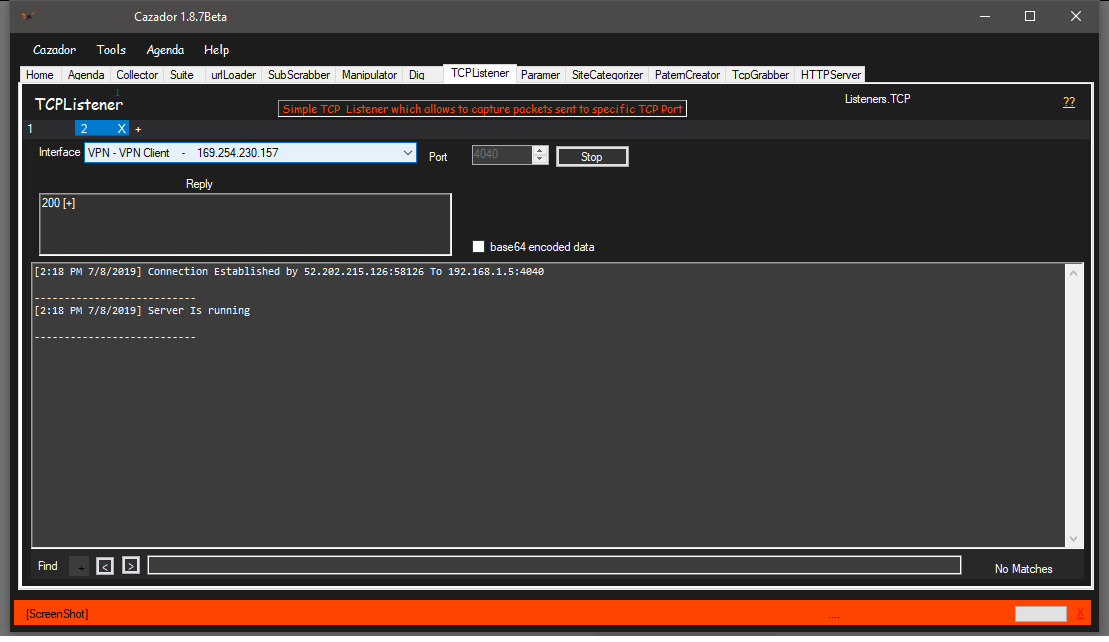 Cazador 1.8.7Beta
Cazador Tools Agenda Help
Home Agenda Collector Suite urlLoader SubScrabber Manipulator Dig TCPListener Paramer SiteCategorizer PaternCreator TcpGrabber HTTPServer
TCPListener
Simple TCP Listener which allows to capture packets sent to specific TCP Port
Listeners.TCP
??
1 2 X +
Interface VPN - VPN Client - 169.254.230.157 Port 4040 Stop
Reply
200 [+]
base64 encoded data
[2:18 PM 7/8/2019] Connection Established by 52.202.215.126:58126 To 192.168.1.5:4040
---------------------------
[2:18 PM 7/8/2019] Server Is running
---------------------------
Find + < > No Matches
[ScreenShot] .... X